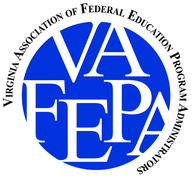 VIRGINIA ASSOCIATION OF FEDERAL EDUCATION PROGRAM ADMINISTRATORS
VA
FEPA